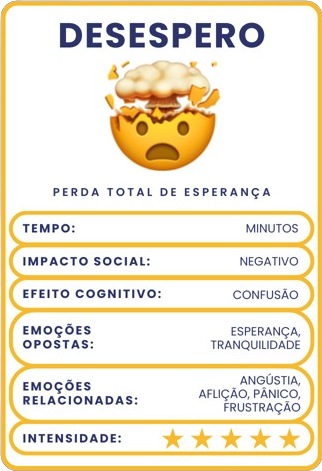 DESESPERO
PERDA TOTAL DE ESPERANÇA
TEMPO: MINUTOS
IMPACTO SOCIAL: NEGATIVO
EFEITO COGNITIVO: CONFUSÃO
EMOÇÕES
OPOSTAS:
ESPERANÇA,
TRANQUILIDADE
EMOÇÕES
RELACIONADAS:
ANGÚSTIA,
AFLIÇÃO, PÂNICO,
FRUSTRAÇÃO
INTENSIDADE: